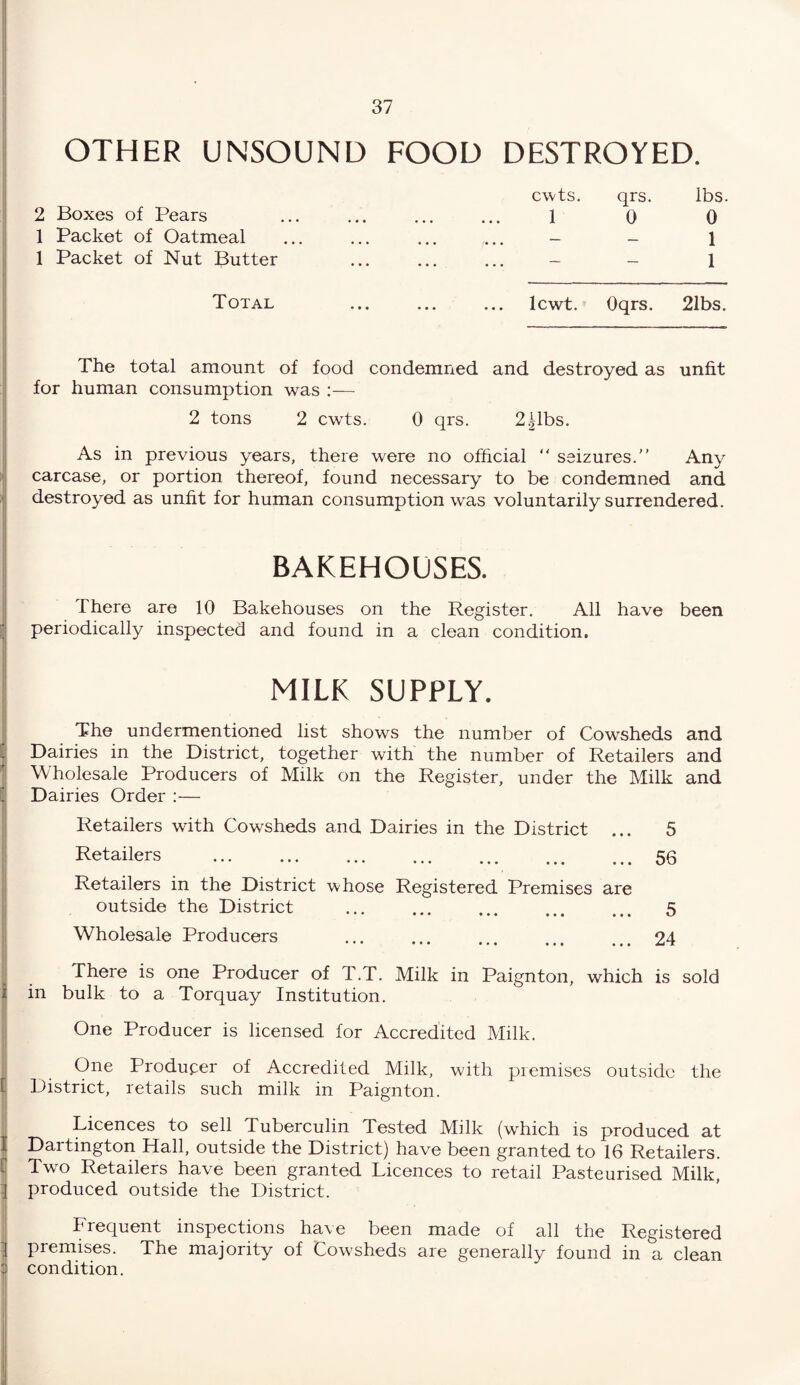 37
OTHER UNSOUND FOOD DESTROYED.
cwts. qrs. lbs.
2 Boxes of Pears ... ... ... ... 1 0 0
1 Packet of Oatmeal ... ... ... ... — — 1
1 Packet of Nut Butter ... ... ... — — 1
TOTAL ... ... ... 1cwt. 0qrs. 2lbs.
The total amount of food condemned and destroyed as unfit
for human consumption was :—
2 tons 2 cwts. 0 qrs. 2½lbs.
As in previous years, there were no official “ seizures.” Any
carcase, or portion thereof, found necessary to be condemned and
destroyed as unfit for human consumption was voluntarily surrendered.
BAKEHOUSES.
There are 10 Bakehouses on the Register. All have been
periodically inspected and found in a clean condition.
MILK SUPPLY.
The undermentioned list shows the number of Cowsheds and
Dairies in the District, together with the number of Retailers and
Wholesale Producers of Milk on the Register, under the Milk and
Dairies Order :—
Retailers with Cowsheds and Dairies in the District ... 5
Retailers ... ... ... ... ... ... ... 56
Retailers in the District whose Registered Premises are
outside the District ... ... ... ... ... 5
Wholesale Producers ... ... ... ... ... 24
There is one Producer of T.T. Milk in Paignton, which is sold
in bulk to a Torquay Institution.
One Producer is licensed for Accredited Milk.
One Producer of Accredited Milk, with premises outside the
District, retails such milk in Paignton.
Licences to sell Tuberculin Tested Milk (which is produced at
Dartington Hall, outside the District) have been granted to 16 Retailers.
Two Retailers have been granted Licences to retail Pasteurised Milk,
produced outside the District.
Frequent inspections have been made of all the Registered
premises. The majority of Cowsheds are generally found in a clean
condition.